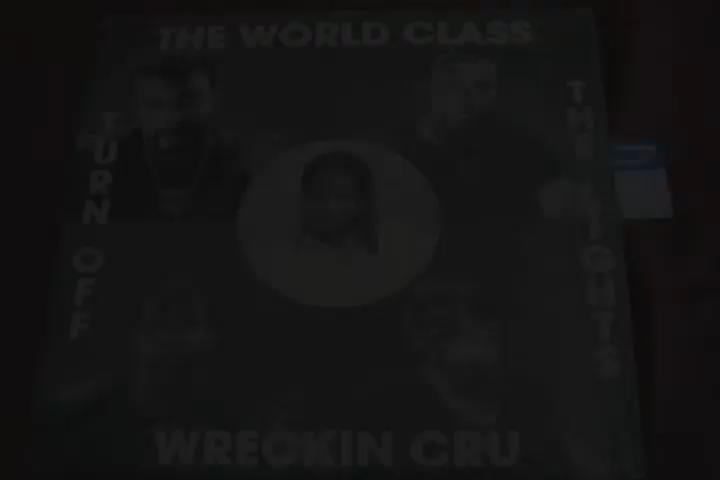 THE WORLD CLASS
TURN OFF
THE LIGHTS
WRECKIN CRU